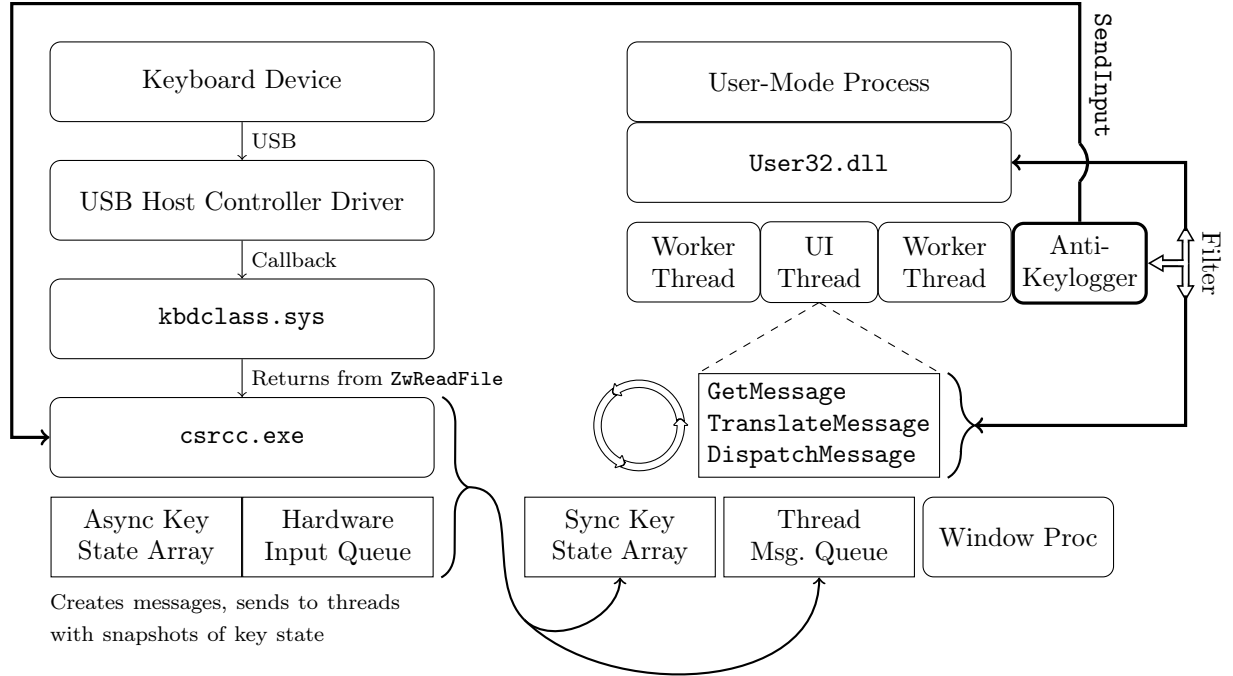 Keyboard Device
USB
USB Host Controller Driver
Callback
kbdclass.sys
Returns from ZwReadFile
csrcc.exe
Async Key
State Array
Hardware
Input Queue
Creates messages, sends to threads
with snapshots of key state
User-Mode Process
User32.dll
Worker
Thread
UI
Thread
Worker
Thread
Anti-
Keylogger
SendInput
Filter
GetMessage
TranslateMessage
DispatchMessage
Sync Key
State Array
Thread
Msg. Queue
Window Proc